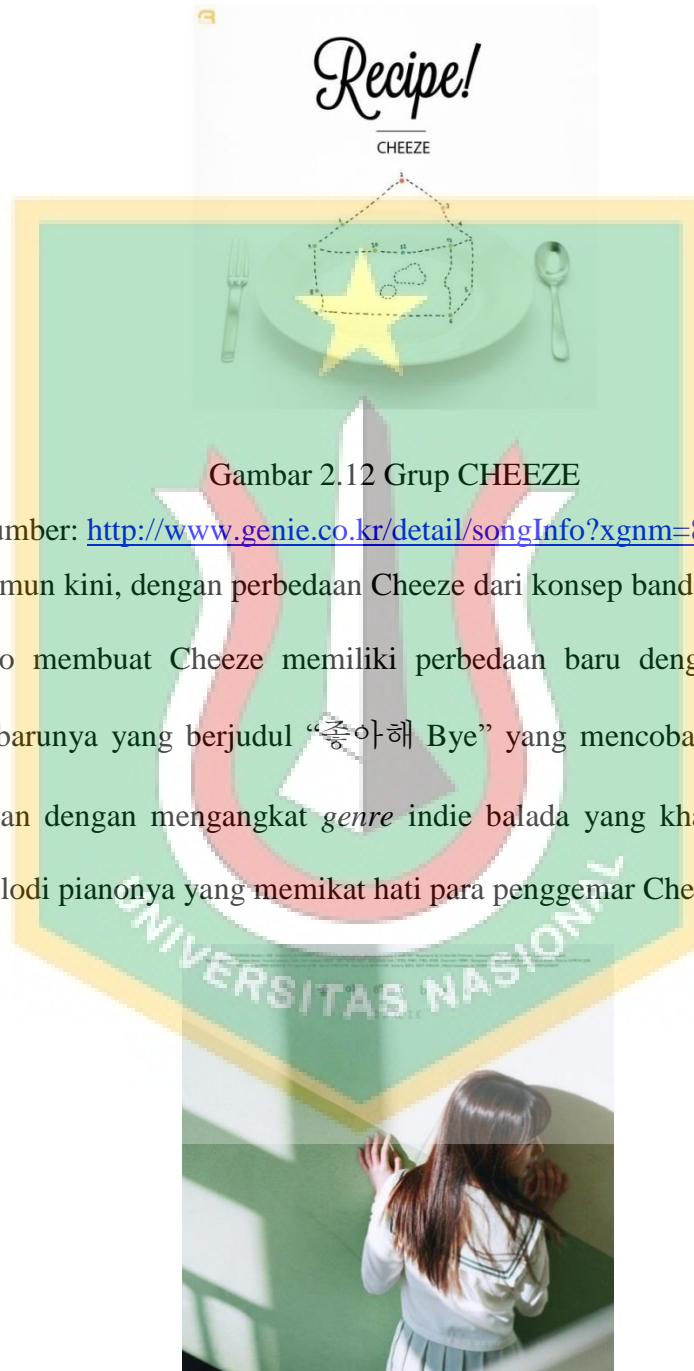 Recipe!
CHEEZE
Gambar 2.12 Grup CHEEZE
umber: http://www.genie.co.kr/detail/songInfo?xgnm=8
mun kini, dengan perbedaan Cheeze dari konsep band
o membuat Cheeze memiliki perbedaan baru deng
barunya yang berjudul “좋아해 Bye” yang mencoba
an dengan mengangkat genre indie balada yang kha
lodi pianonya yang memikat hati para penggemar Che
UNIVERSITAS NASIONAL